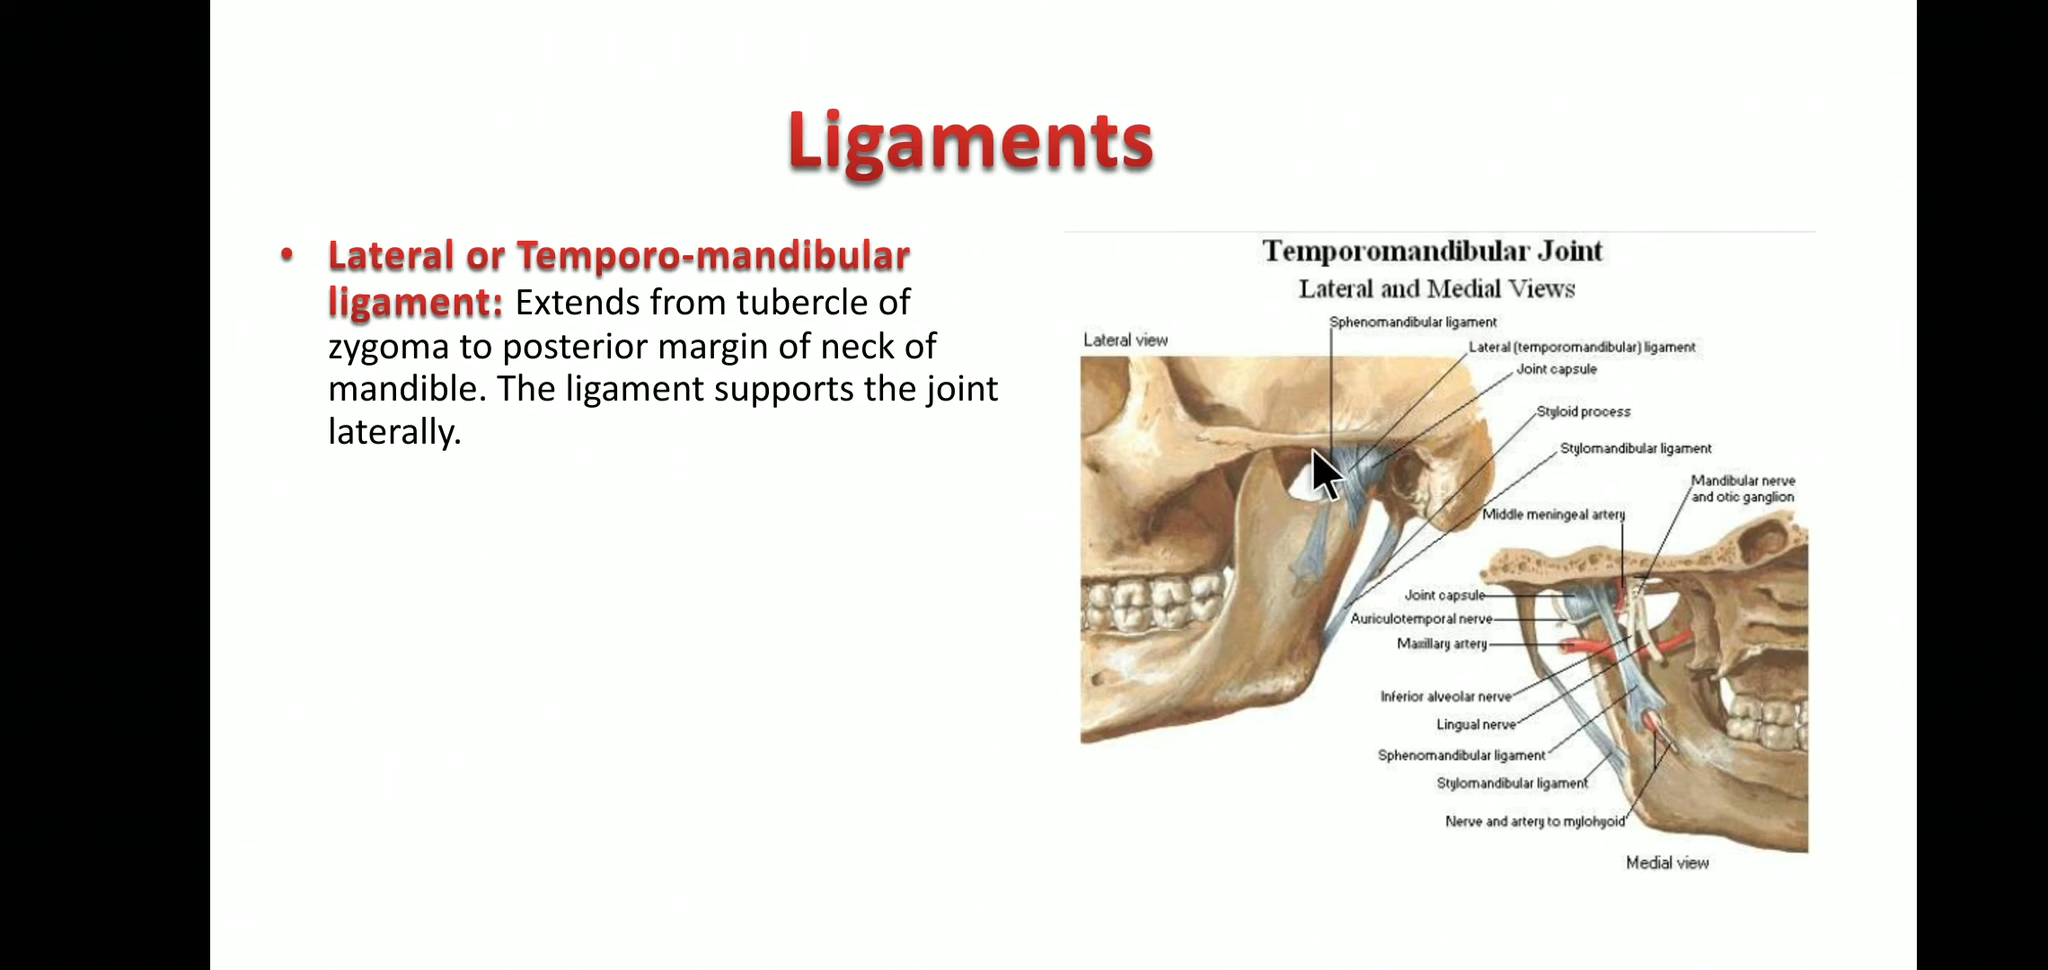 Ligaments
• Lateral or Temporo-mandibular
ligament: Extends from tubercle of
zygoma to posterior margin of neck of
mandible. The ligament supports the joint
laterally.
Temporomandibular Joint
Lateral and Medial Views
Sphenomandibular ligament
Lateral view
Lateral (temporomandibular) ligament
Joint capsule
Styloid process
Stylomandibular ligament
Mandibular nerve
and otic ganglion
Middle meningeal artery
Joint capsule
Auriculotemporal nerve
Maxillary artery
Inferior alveolar nerve
Lingual nerve
Sphenomandibular ligament
Stylomandibular ligament
Nerve and artery to mylohyoid
Medial view